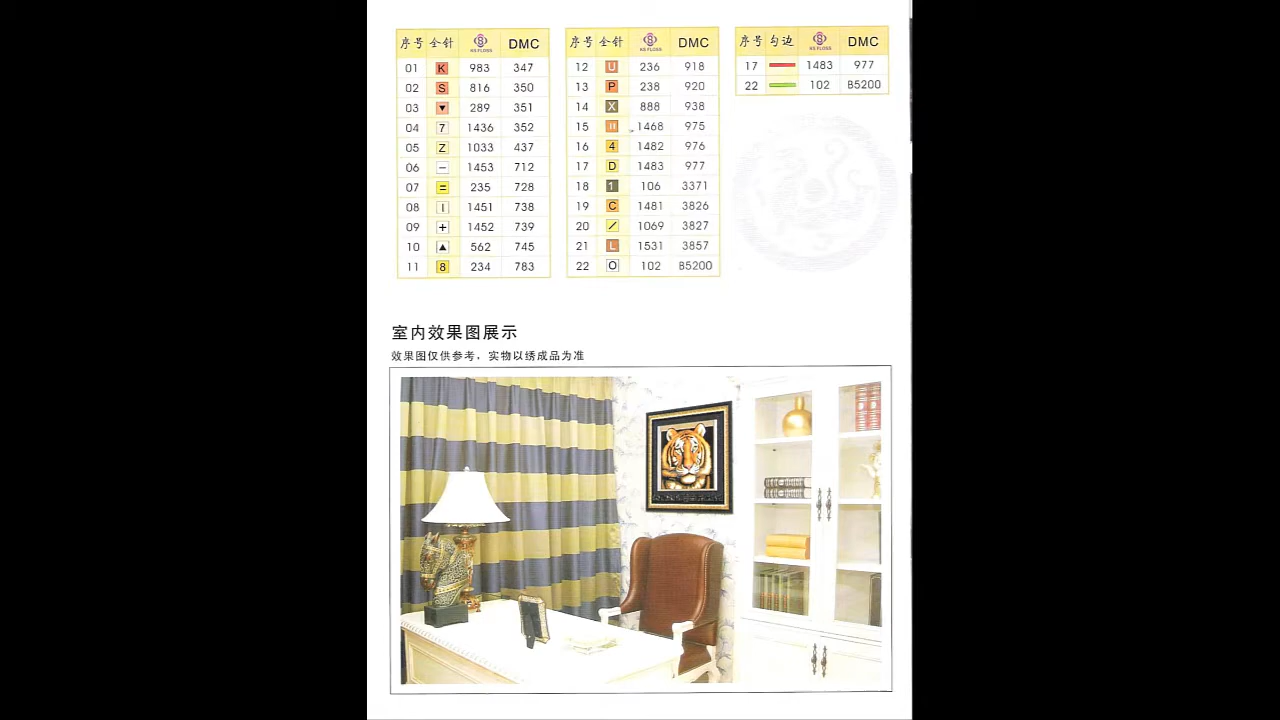 序号 全针 KS FLOSS DMC
01 K 983 347
02 S 816 350
03 ▼ 289 351
04 7 1436 352
05 Z 1033 437
06 − 1453 712
07 = 235 728
08 I 1451 738
09 + 1452 739
10 ▲ 562 745
11 8 234 783
序号 全针 KS FLOSS DMC
12 U 236 918
13 P 238 920
14 X 888 938
15 II 1468 975
16 4 1482 976
17 D 1483 977
18 1 106 3371
19 C 1481 3826
20 / 1069 3827
21 L 1531 3857
22 O 102 B5200
序号 勾边 KS FLOSS DMC
17 1483 977
22 102 B5200
室内效果图展示
效果图仅供参考，实物以绣成品为准